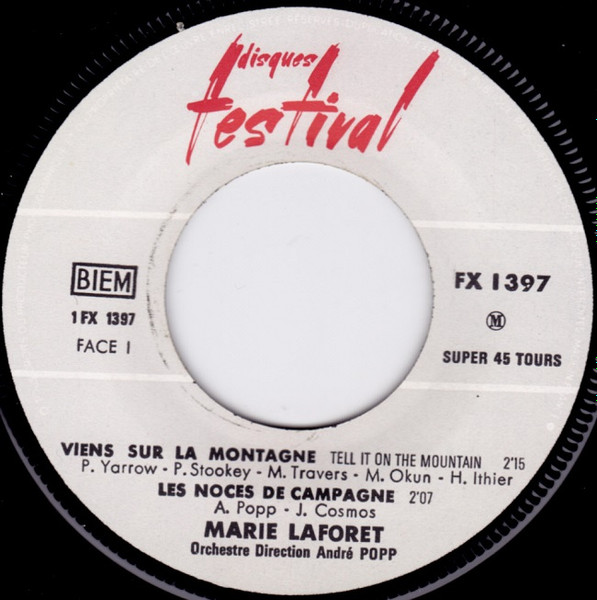 disques
festival
BIEM
1 FX 1397
FACE 1
FX 1397
M
SUPER 45 TOURS
VIENS SUR LA MONTAGNE TELL IT ON THE MOUNTAIN 2'15
P. Yarrow - P. Stookey - M. Travers - M. Okun - H. Ithier
LES NOCES DE CAMPAGNE 2'07
A. Popp - J. Cosmos
MARIE LAFORET
Orchestre Direction André POPP